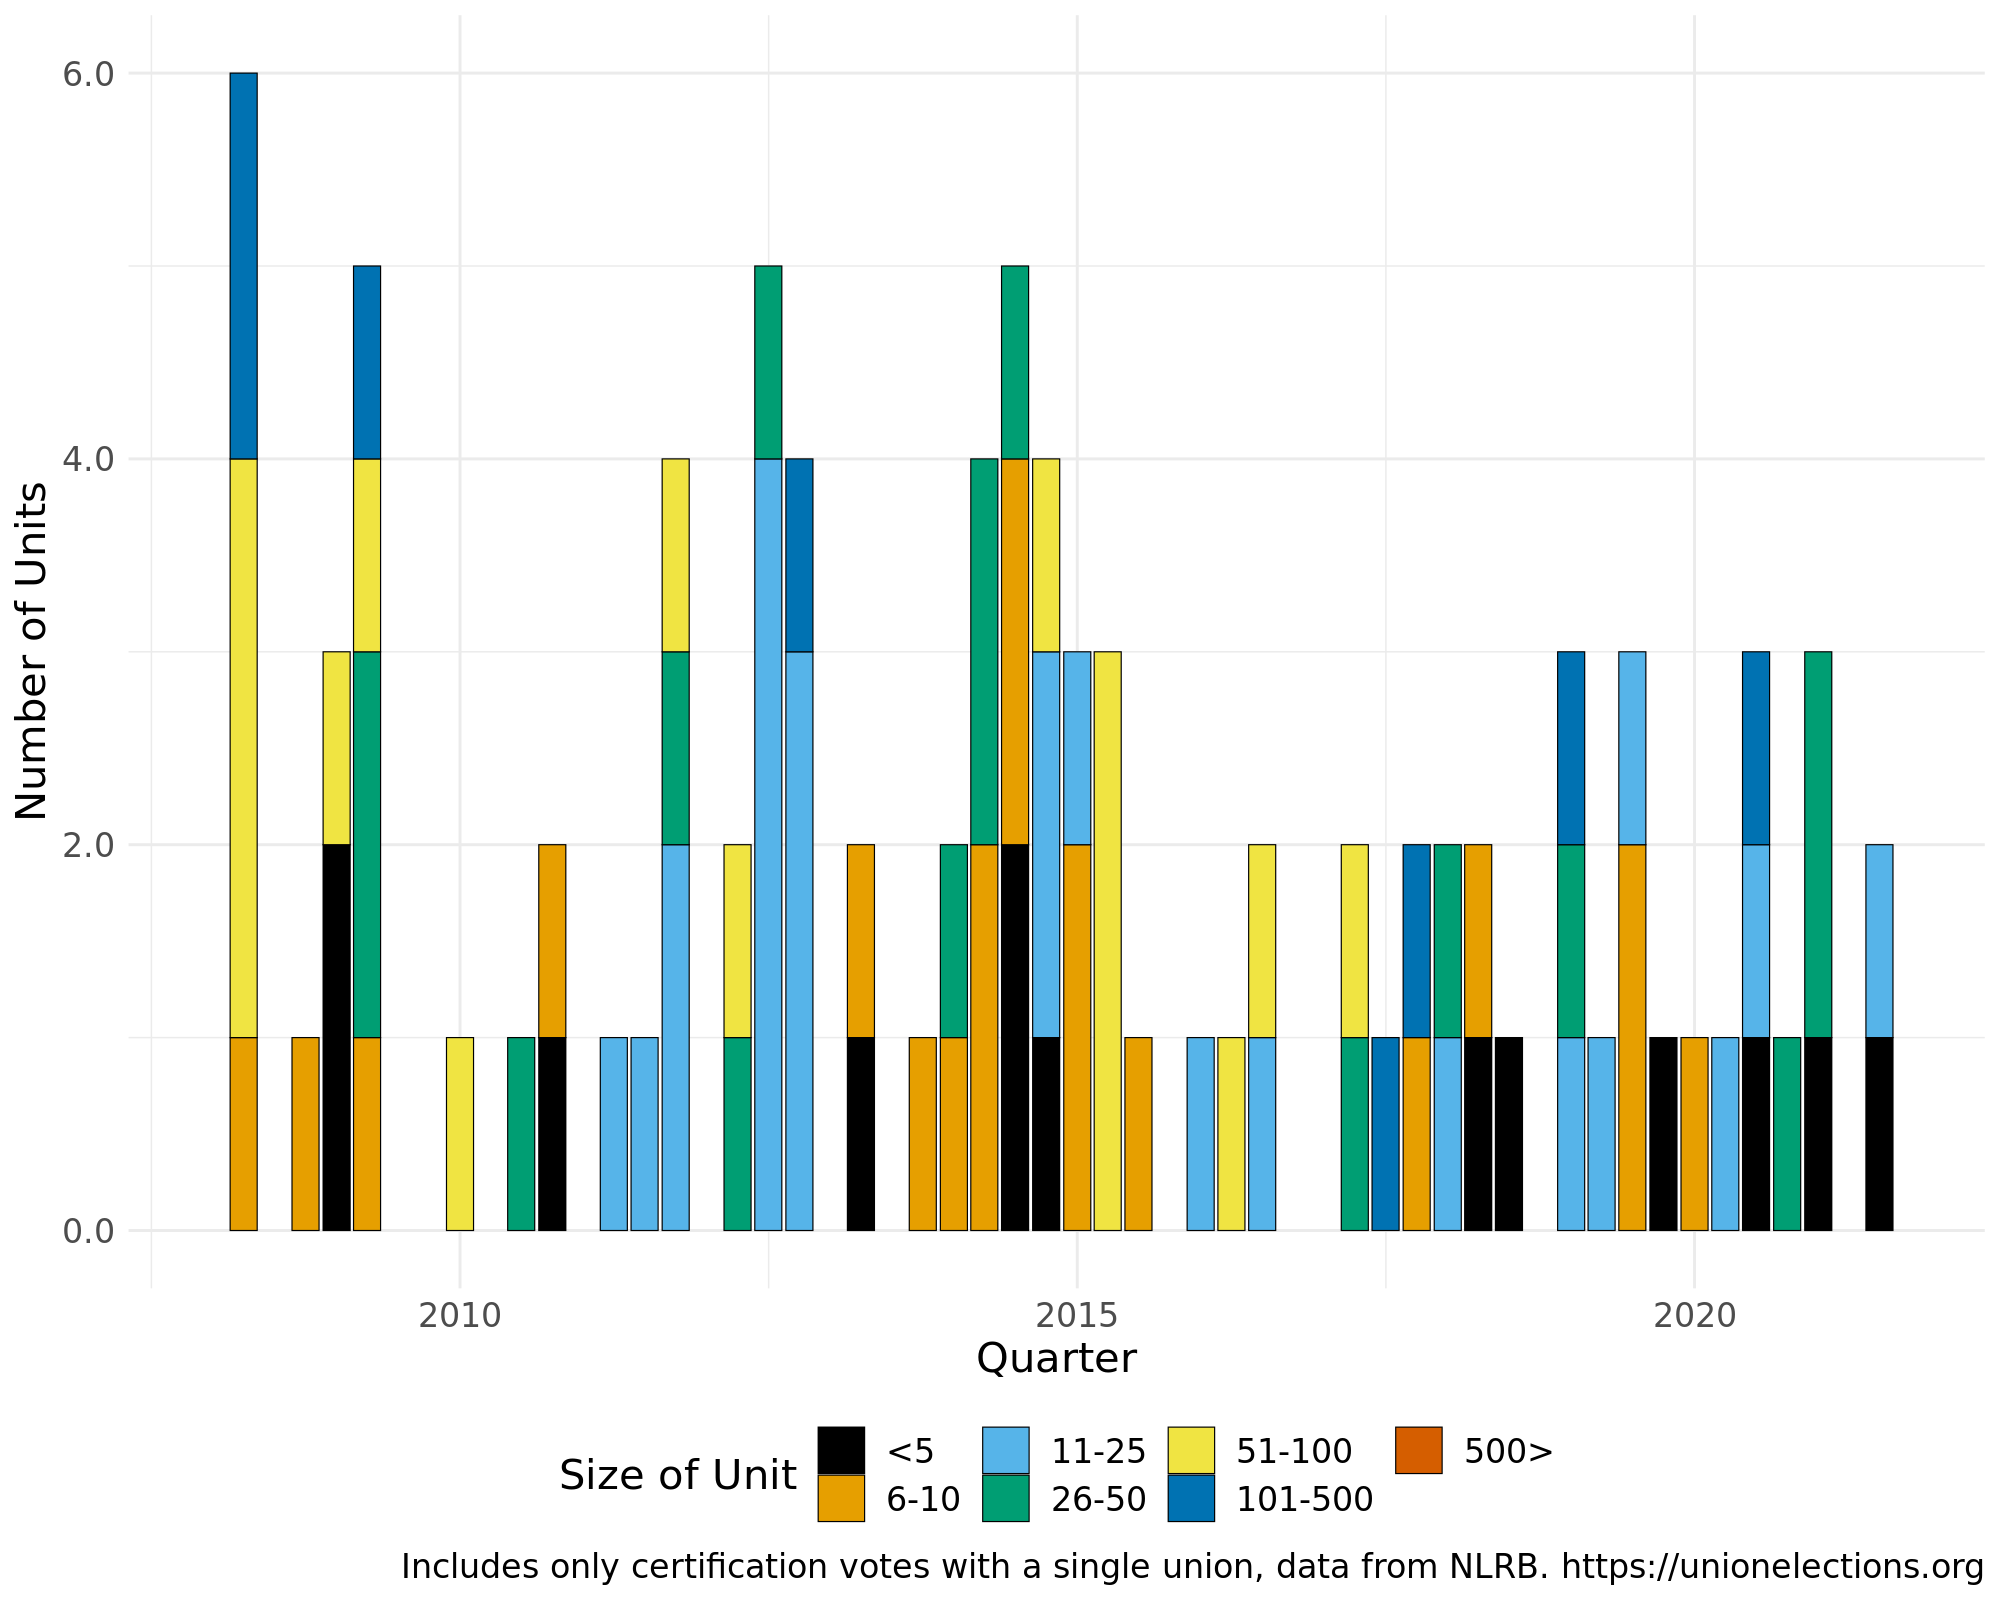 6.0
4.0
2.0
0.0
Number of Units
2010 2015 2020
Quarter
Size of Unit
<5 11-25 51-100 500>
6-10 26-50 101-500
Includes only certification votes with a single union, data from NLRB. https://unionelections.org